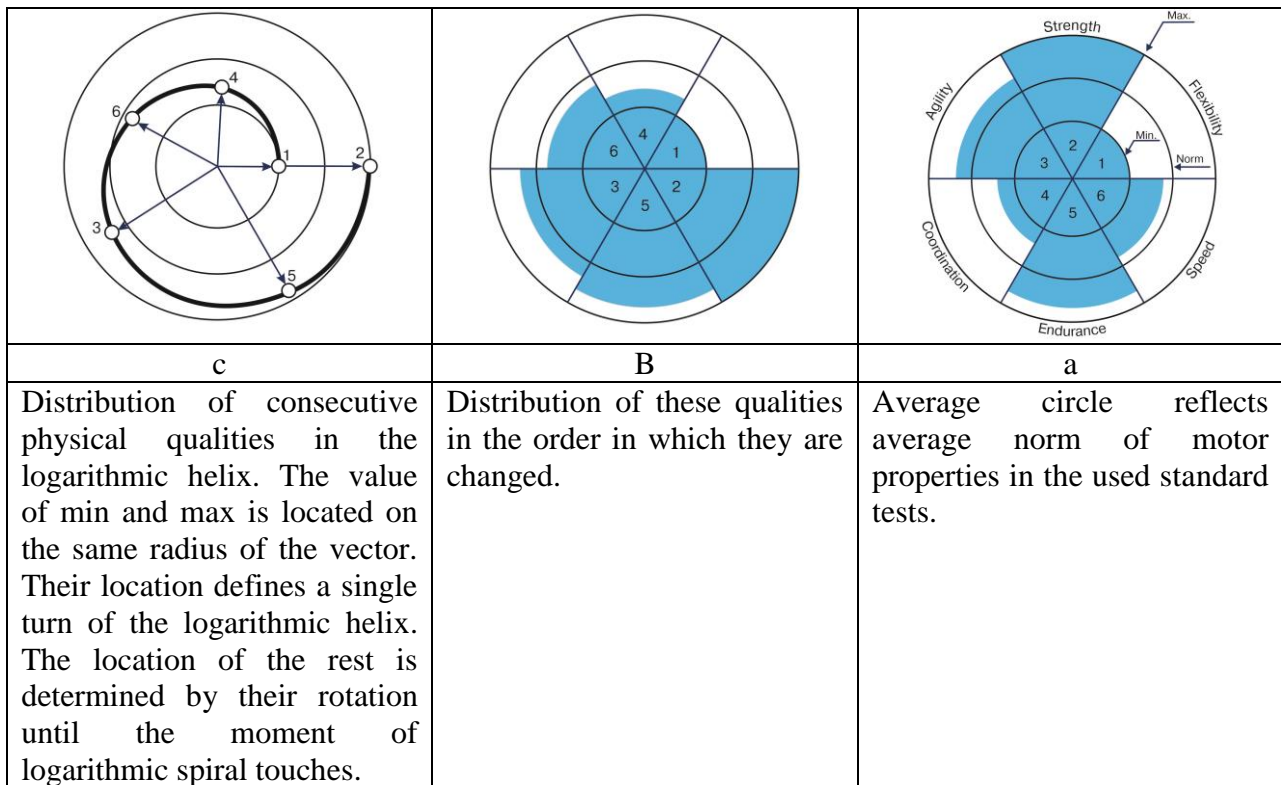 4
6
1
2
3
5
4
6
1
3
2
5
Max.
Strength
Agility
Flexibility
Min.
2
Norm
3
1
4
6
5
Coordination
Speed
Endurance
c
B
a
Distribution of consecutive
physical qualities in the
logarithmic helix. The value
of min and max is located on
the same radius of the vector.
Their location defines a single
turn of the logarithmic helix.
The location of the rest is
determined by their rotation
until the moment of
logarithmic spiral touches.
Distribution of these qualities
in the order in which they are
changed.
Average circle reflects
average norm of motor
properties in the used standard
tests.